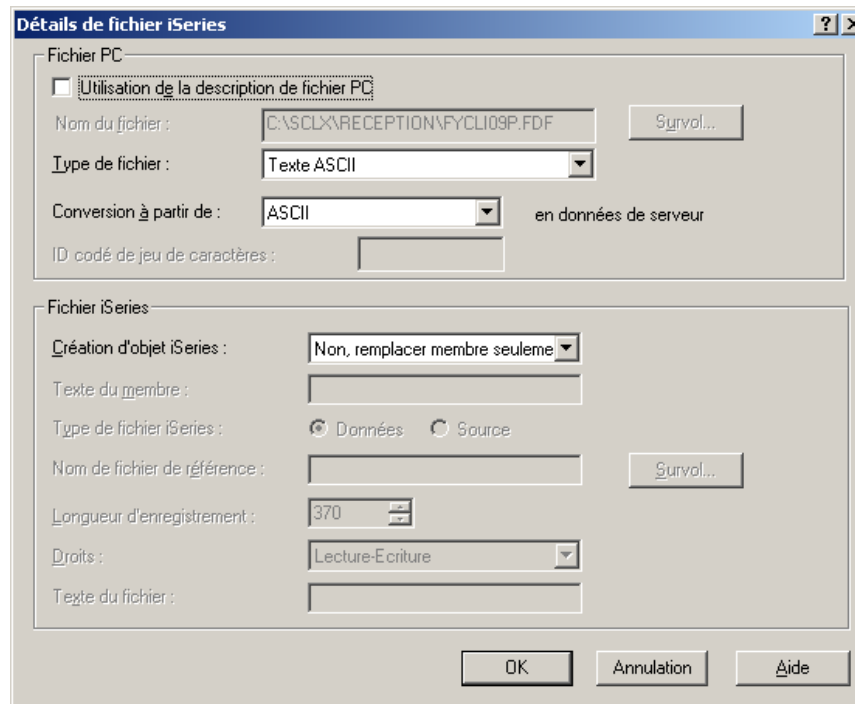 Détails de fichier iSeries
Fichier PC
Utilisation de la description de fichier PC
Nom du fichier : C:\SCLX\RECEPTION\FYCLI09P.FDF Survol...
Type de fichier : Texte ASCII
Conversion à partir de : ASCII en données de serveur
ID codé de jeu de caractères :
Fichier iSeries
Création d'objet iSeries : Non, remplacer membre seuleme
Texte du membre :
Type de fichier iSeries : Données Source
Nom de fichier de référence : Survol...
Longueur d'enregistrement : 370
Droits : Lecture-Ecriture
Texte du fichier :
OK Annulation Aide